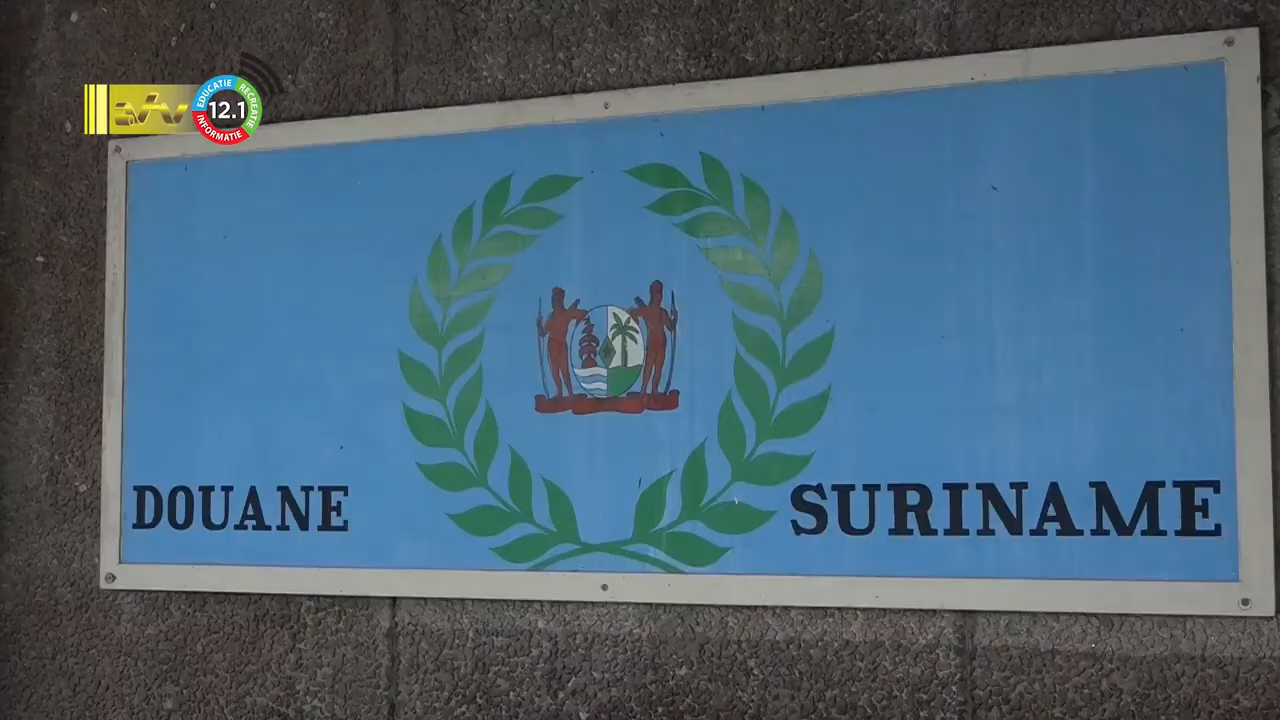 EDUCATIE
RECREATIE
12.1
INFORMATIE
DOUANE
SURINAME